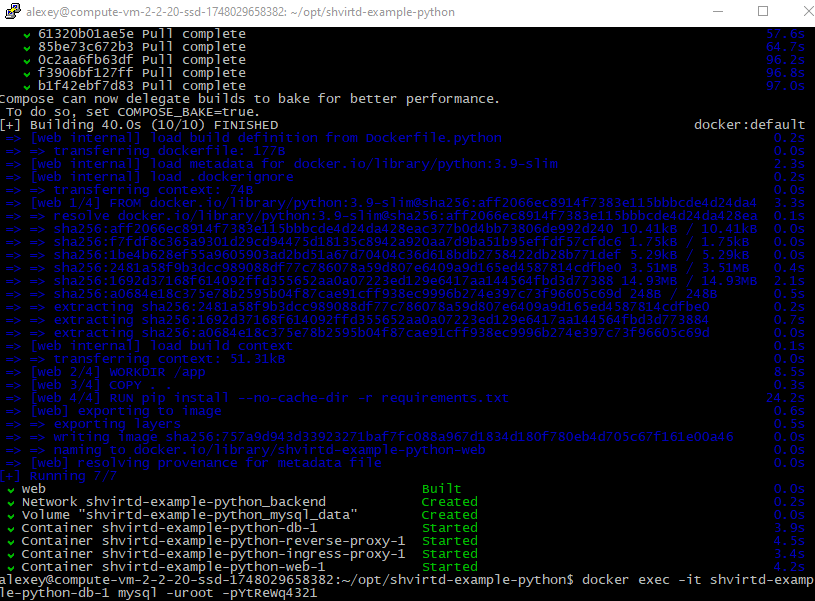 alexey@compute-vm-2-2-20-ssd-1748029658382: ~/opt/shvirtd-example-python
61320b01ae5e Pull complete 57.6s
85be73c672b3 Pull complete 64.7s
0c2aa6fb63df Pull complete 96.2s
f3906bf127ff Pull complete 96.8s
b1f42ebf7d83 Pull complete 97.0s
Compose can now delegate builds to bake for better performance.
To do so, set COMPOSE_BAKE=true.
[+] Building 40.0s (10/10) FINISHED docker:default
=> [web internal] load build definition from Dockerfile.python 0.2s
=> => transferring dockerfile: 177B 0.0s
=> [web internal] load metadata for docker.io/library/python:3.9-slim 2.3s
=> [web internal] load .dockerignore 0.2s
=> => transferring context: 74B 0.0s
=> [web 1/4] FROM docker.io/library/python:3.9-slim@sha256:aff2066ec8914f7383e115bbbcde4d24da4 3.3s
=> => resolve docker.io/library/python:3.9-slim@sha256:aff2066ec8914f7383e115bbbcde4d24da428ea 0.1s
=> => sha256:aff2066ec8914f7383e115bbbcde4d24da428eac377b0d4bb73806de992d240 10.41kB / 10.41kB 0.0s
=> => sha256:f7fdf8c365a9301d29cd94475d18135c8942a920aa7d9ba51b95effdf57cfdc6 1.75kB / 1.75kB 0.0s
=> => sha256:1be4b628ef55a9605903ad2bd51a67d70404c36d618bdb2758422db28b771def 5.29kB / 5.29kB 0.0s
=> => sha256:2481a58f9b3dcc989088df77c786078a59d807e6409a9d165ed4587814cdfbe0 3.51MB / 3.51MB 0.4s
=> => sha256:1692d37168f614092ffd355652aa0a07223ed129e6417aa144564fbd3d77388 14.93MB / 14.93MB 2.1s
=> => sha256:a0684e18c375e78b2595b04f87cae91cff938ec9996b274e397c73f96605c69d 248B / 248B 0.5s
=> => extracting sha256:2481a58f9b3dcc989088df77c786078a59d807e6409a9d165ed4587814cdfbe0 0.2s
=> => extracting sha256:1692d37168f614092ffd355652aa0a07223ed129e6417aa144564fbd3d773884 0.7s
=> => extracting sha256:a0684e18c375e78b2595b04f87cae91cff938ec9996b274e397c73f96605c69d 0.0s
=> [web internal] load build context 0.1s
=> => transferring context: 51.31kB 0.0s
=> [web 2/4] WORKDIR /app 8.5s
=> [web 3/4] COPY . . 0.3s
=> [web 4/4] RUN pip install --no-cache-dir -r requirements.txt 24.2s
=> [web] exporting to image 0.6s
=> => exporting layers 0.5s
=> => writing image sha256:757a9d943d33923271baf7fc088a967d1834d180f780eb4d705c67f161e00a46 0.0s
=> => naming to docker.io/library/shvirtd-example-python-web 0.0s
=> [web] resolving provenance for metadata file 0.0s
[+] Running 7/7
web Built 0.0s
Network shvirtd-example-python_backend Created 0.0s
Volume "shvirtd-example-python_mysql_data" Created 0.0s
Container shvirtd-example-python-db-1 Started 3.9s
Container shvirtd-example-python-reverse-proxy-1 Started 4.5s
Container shvirtd-example-python-ingress-proxy-1 Started 3.4s
Container shvirtd-example-python-web-1 Started 4.2s
alexey@compute-vm-2-2-20-ssd-1748029658382:~/opt/shvirtd-example-python$ docker exec -it shvirtd-examp
le-python-db-1 mysql -uroot -pYtReWq4321